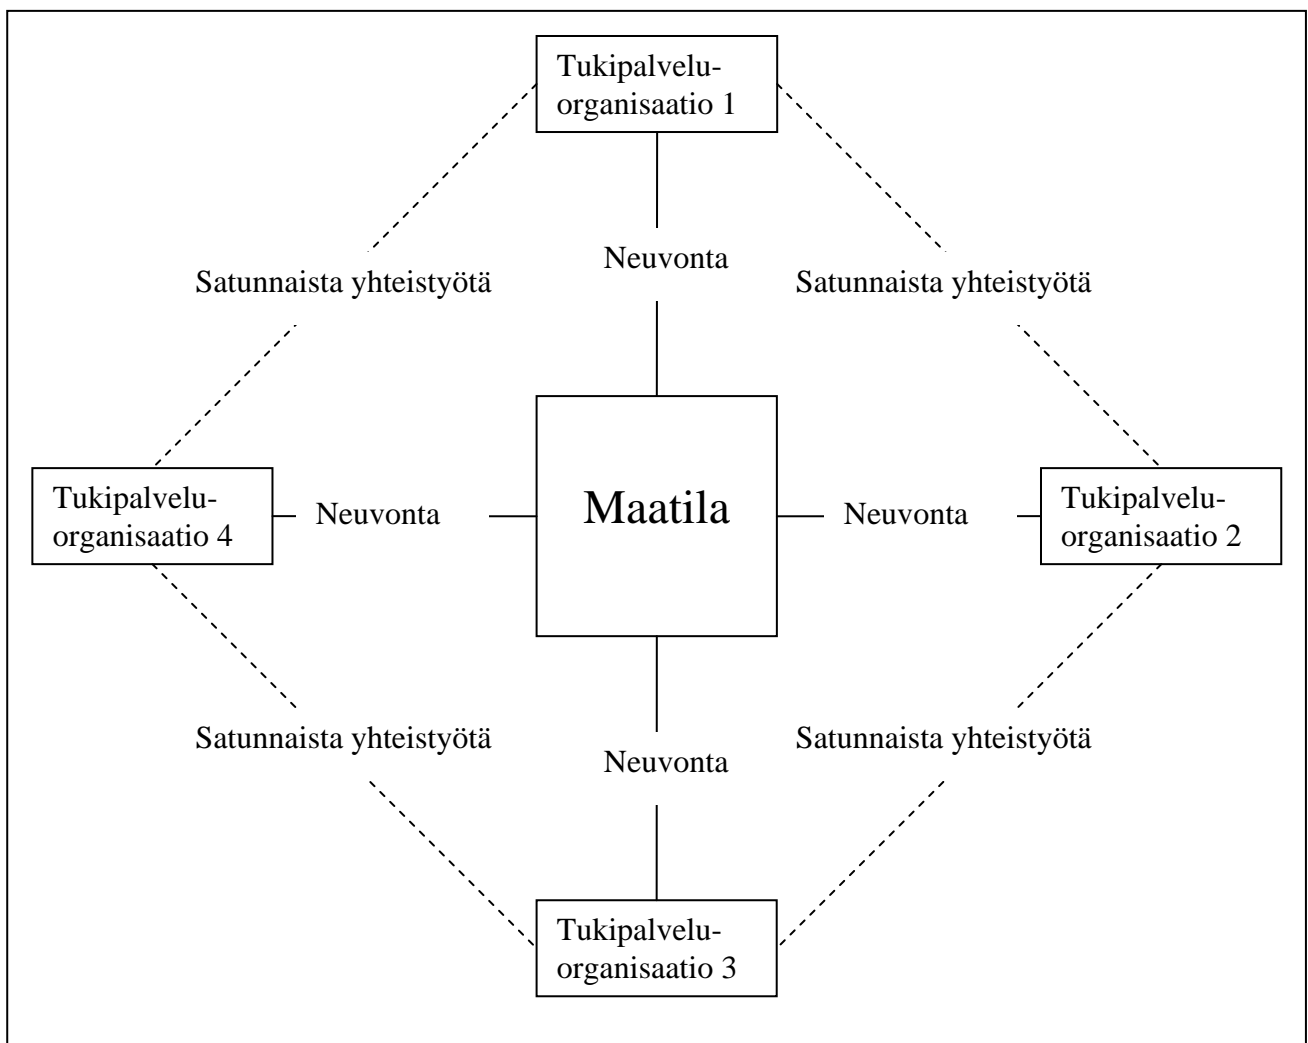 Tukipalvelu-
organisaatio 1
Neuvonta
Satunnaista yhteistyötä
Satunnaista yhteistyötä
Tukipalvelu-
organisaatio 4
Neuvonta
Maatila
Neuvonta
Tukipalvelu-
organisaatio 2
Satunnaista yhteistyötä
Satunnaista yhteistyötä
Neuvonta
Tukipalvelu-
organisaatio 3